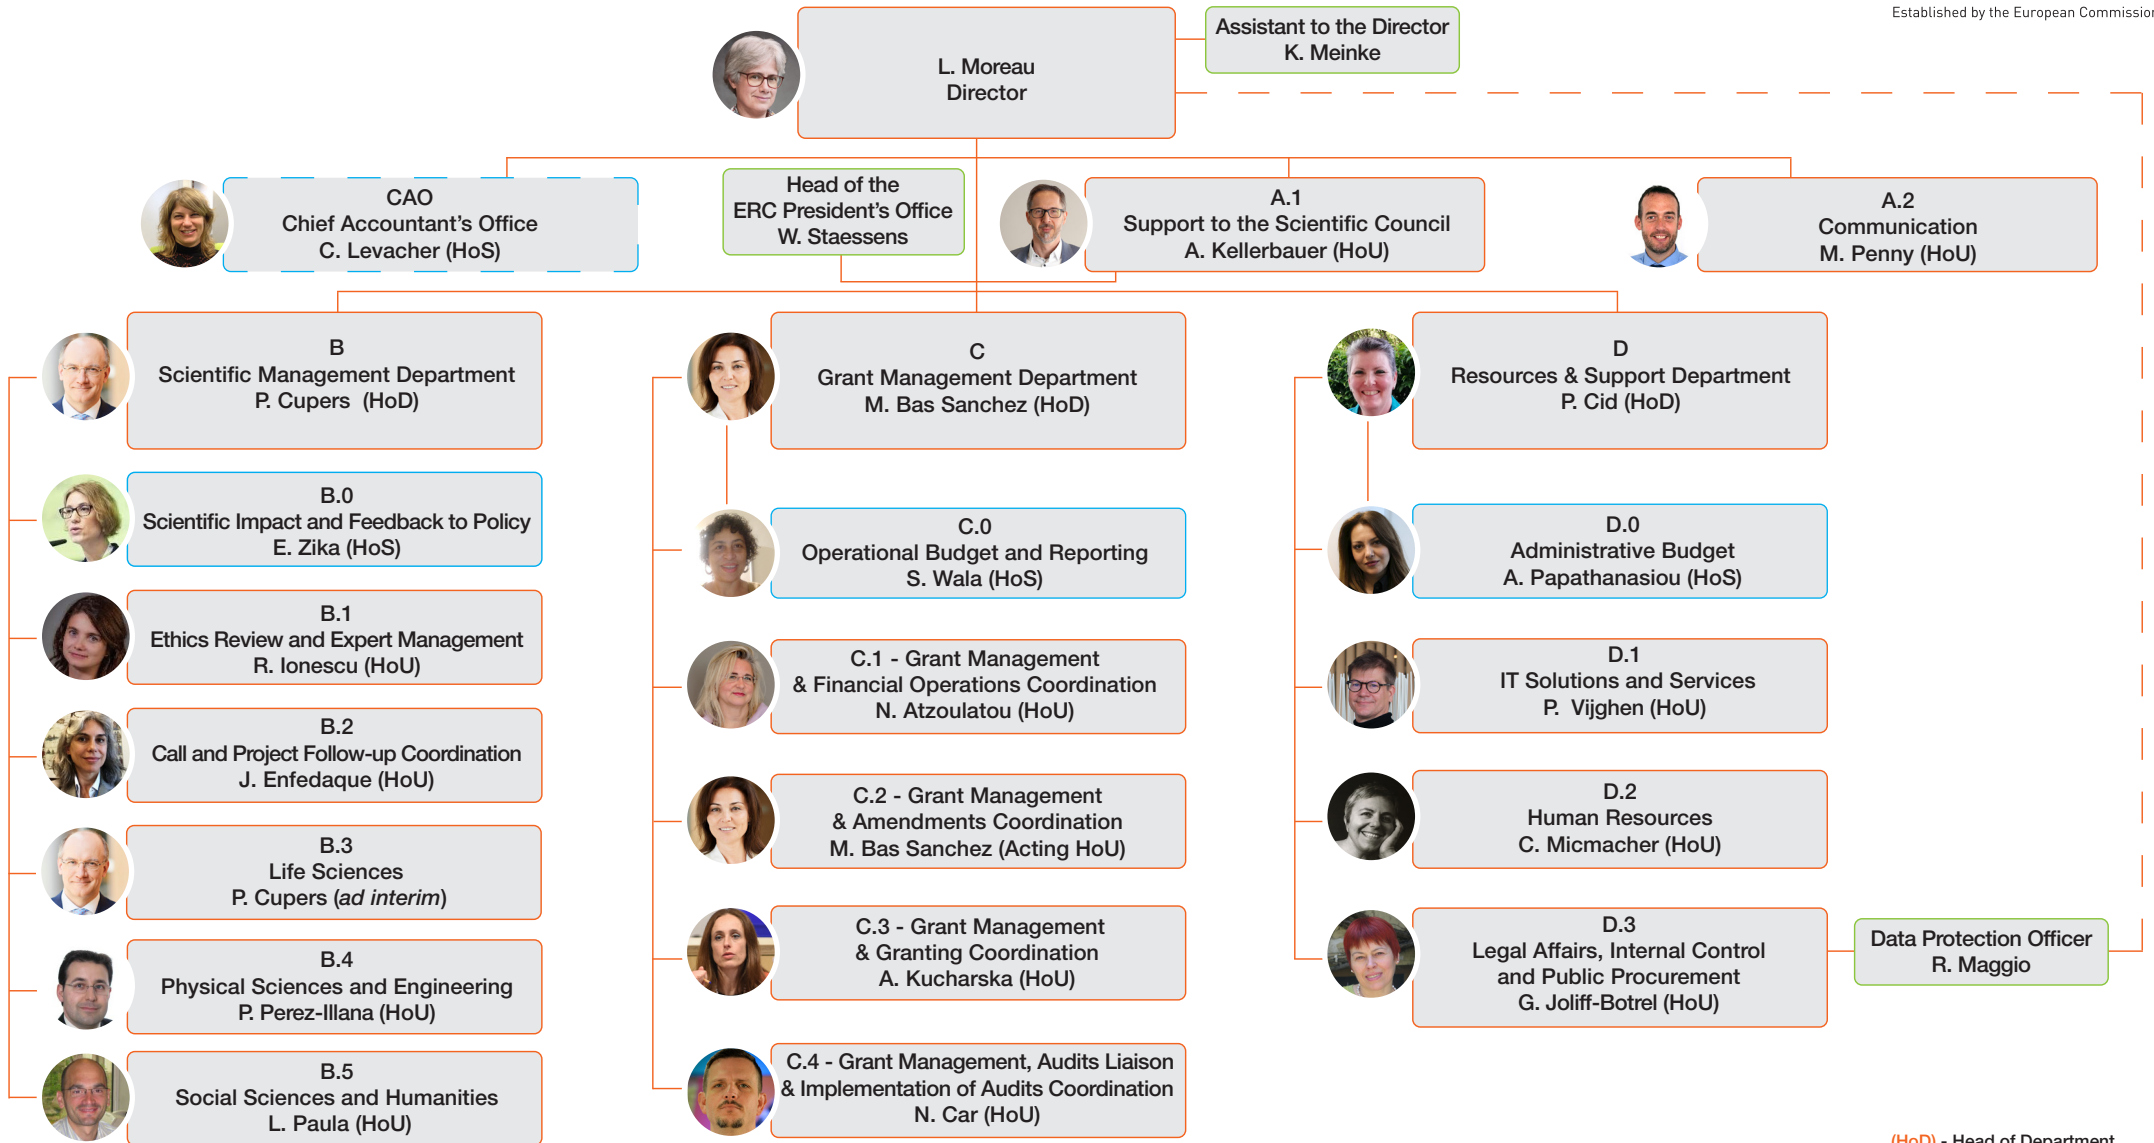 Established by the European Commission
L. Moreau
Director
Assistant to the Director
K. Meinke
CAO
Chief Accountant's Office
C. Levacher (HoS)
Head of the
ERC President's Office
W. Staessens
A.1
Support to the Scientific Council
A. Kellerbauer (HoU)
A.2
Communication
M. Penny (HoU)
B
Scientific Management Department
P. Cupers (HoD)
B.0
Scientific Impact and Feedback to Policy
E. Zika (HoS)
B.1
Ethics Review and Expert Management
R. Ionescu (HoU)
B.2
Call and Project Follow-up Coordination
J. Enfedaque (HoU)
B.3
Life Sciences
P. Cupers (ad interim)
B.4
Physical Sciences and Engineering
P. Perez-Illana (HoU)
B.5
Social Sciences and Humanities
L. Paula (HoU)
C
Grant Management Department
M. Bas Sanchez (HoD)
C.0
Operational Budget and Reporting
S. Wala (HoS)
C.1 - Grant Management
& Financial Operations Coordination
N. Atzoulatou (HoU)
C.2 - Grant Management
& Amendments Coordination
M. Bas Sanchez (Acting HoU)
C.3 - Grant Management
& Granting Coordination
A. Kucharska (HoU)
C.4 - Grant Management, Audits Liaison
& Implementation of Audits Coordination
N. Car (HoU)
D
Resources & Support Department
P. Cid (HoD)
D.0
Administrative Budget
A. Papathanasiou (HoS)
D.1
IT Solutions and Services
P. Vijghen (HoU)
D.2
Human Resources
C. Micmacher (HoU)
D.3
Legal Affairs, Internal Control
and Public Procurement
G. Joliff-Botrel (HoU)
Data Protection Officer
R. Maggio
(HoD) - Head of Department